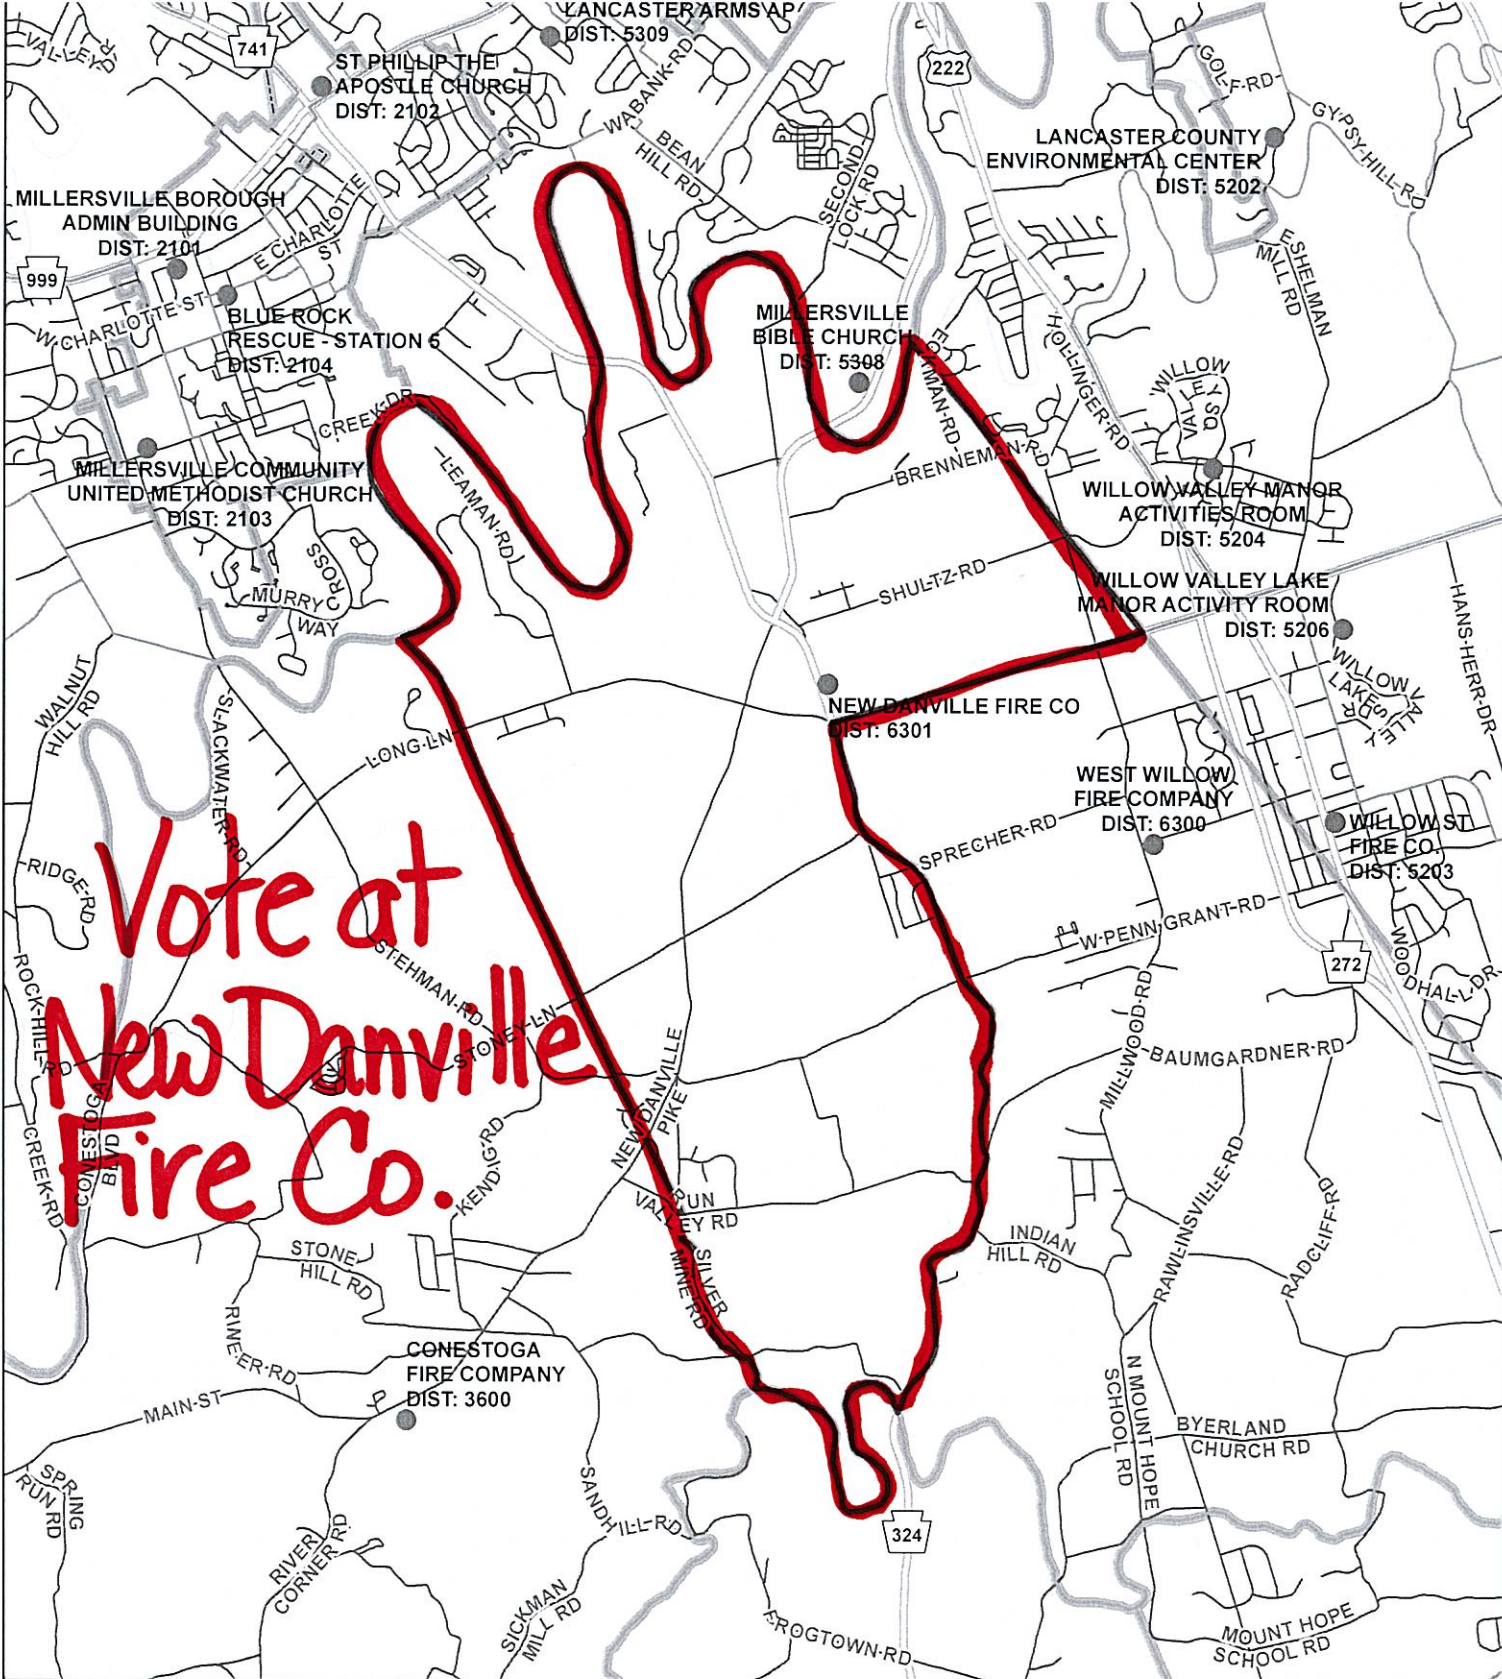 LANCASTER ARMS AP
DIST: 5309
VALLEY DR
741
ST PHILLIP THE
APOSTLE CHURCH
DIST: 2102
WABANK RD
222
GOLF RD
GYPSY HILL RD
BEAN
HILL RD
SECOND
LOCK RD
LANCASTER COUNTY
ENVIRONMENTAL CENTER
DIST: 5202
MILLERSVILLE BOROUGH
ADMIN BUILDING
DIST: 2101
E CHARLOTTE
ST
999
ESHELMAN
MILL RD
W CHARLOTTE ST
BLUE ROCK
RESCUE - STATION 5
DIST: 2104
MILLERSVILLE
BIBLE CHURCH
DIST: 5308
HOLLINGER RD
WILLOW
VALLEY SQ
CREEK DR
LEAMAN RD
BRENNEMAN RD
MILLERSVILLE COMMUNITY
UNITED METHODIST CHURCH
DIST: 2103
WILLOW VALLEY MANOR
ACTIVITIES ROOM
DIST: 5204
CROSS
MURRY
WAY
SHULTZ RD
WILLOW VALLEY LAKE
MANOR ACTIVITY ROOM
DIST: 5206
HANS HERR DR
WALNUT
HILL RD
SLACKWATER RD
LONG LN
NEW DANVILLE FIRE CO
DIST: 6301
WILLOW VALLEY
LAKES DR
WEST WILLOW
FIRE COMPANY
DIST: 6300
SPRECHER RD
WILLOW ST
FIRE CO.
DIST: 5203
RIDGE RD
Vote at
New Danville
Fire Co.
STEHMAN RD
STONEY LN
W PENN GRANT RD
272
WOODHALL DR
ROCK HILL RD
CREEK RD
CONESTOGA
BLVD
NEW DANVILLE
PIKE
MILLWOOD RD
BAUMGARDNER RD
KENDIG RD
RUN
VALLEY RD
SILVER
MINE RD
INDIAN
HILL RD
RAWLINSVILLE RD
RADCLIFF RD
STONE
HILL RD
RINEER RD
CONESTOGA
FIRE COMPANY
DIST: 3600
MAIN ST
N MOUNT HOPE
SCHOOL RD
BYERLAND
CHURCH RD
SPRING
RUN RD
SANDHILL RD
324
RIVER
CORNER RD
SICKMAN
MILL RD
FROGTOWN RD
MOUNT HOPE
SCHOOL RD